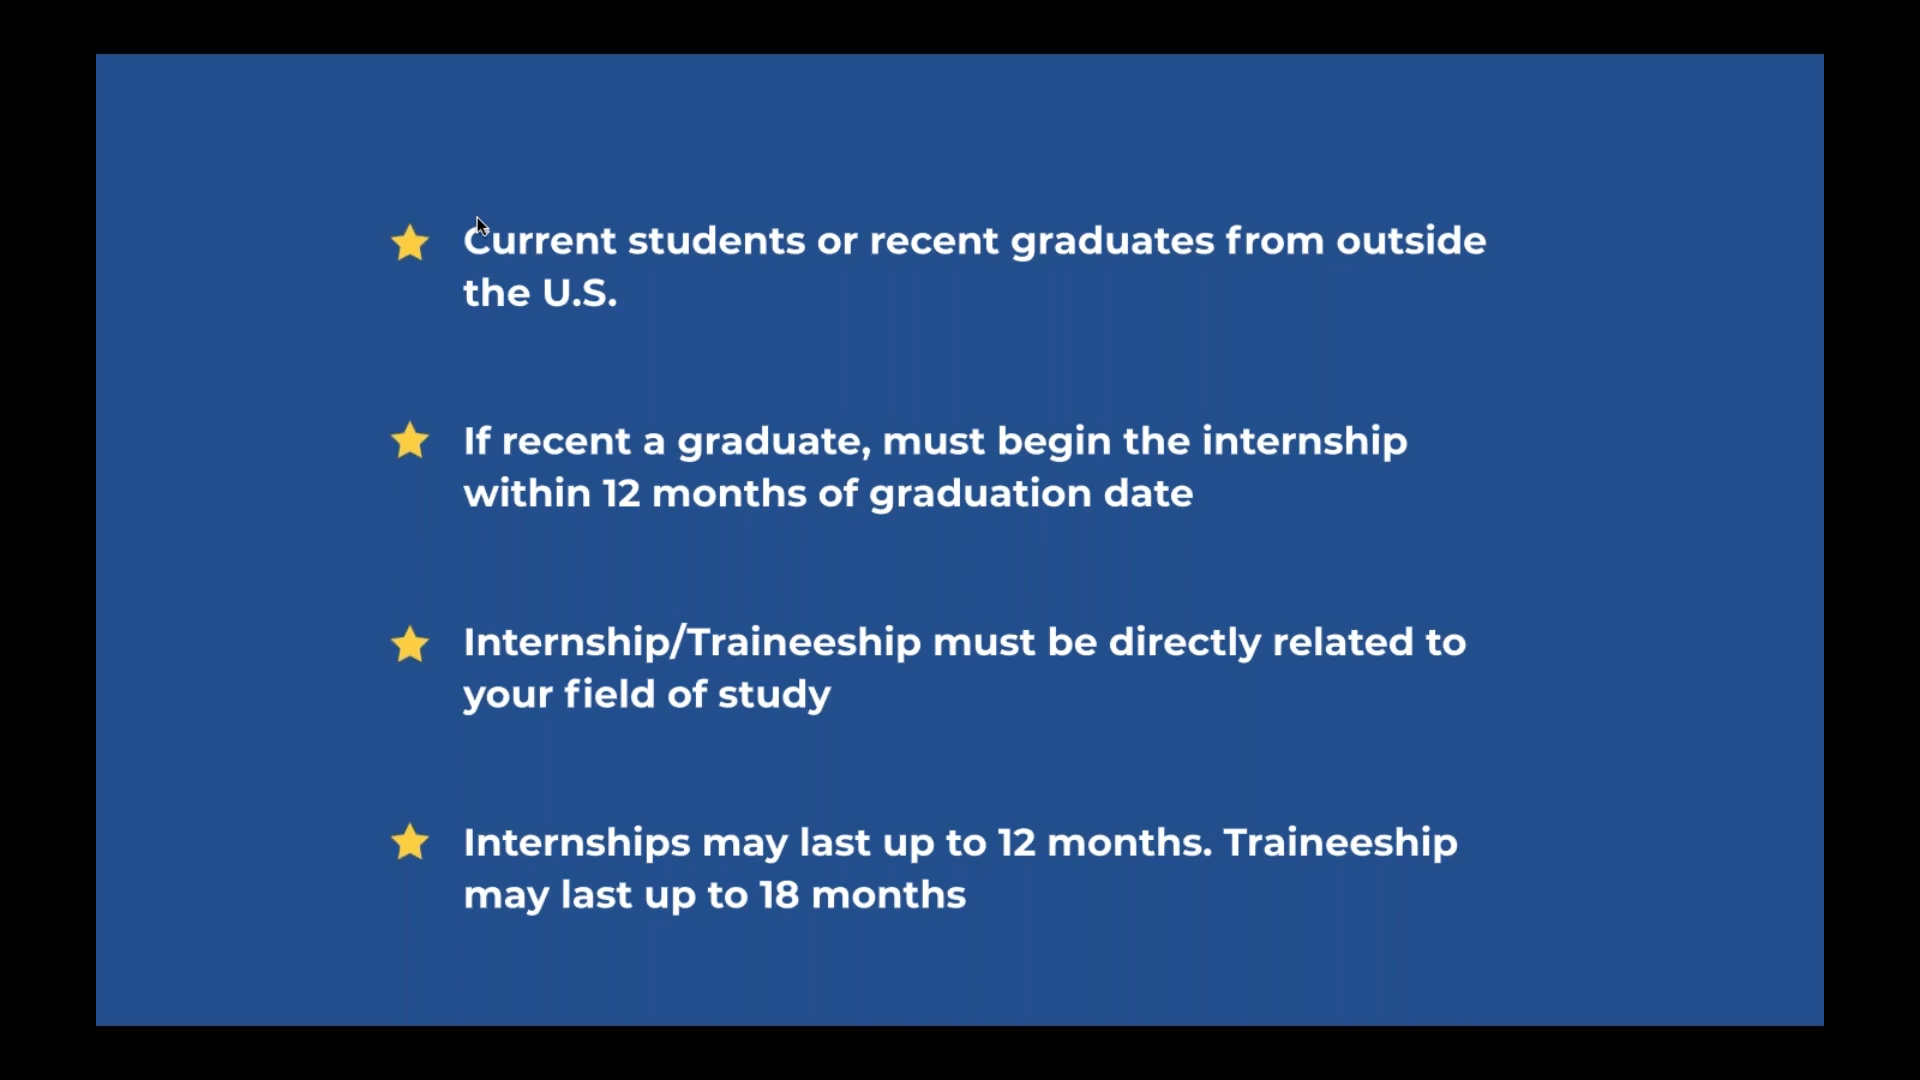 Current students or recent graduates from outside
the U.S.
If recent a graduate, must begin the internship
within 12 months of graduation date
Internship/Traineeship must be directly related to
your field of study
Internships may last up to 12 months. Traineeship
may last up to 18 months